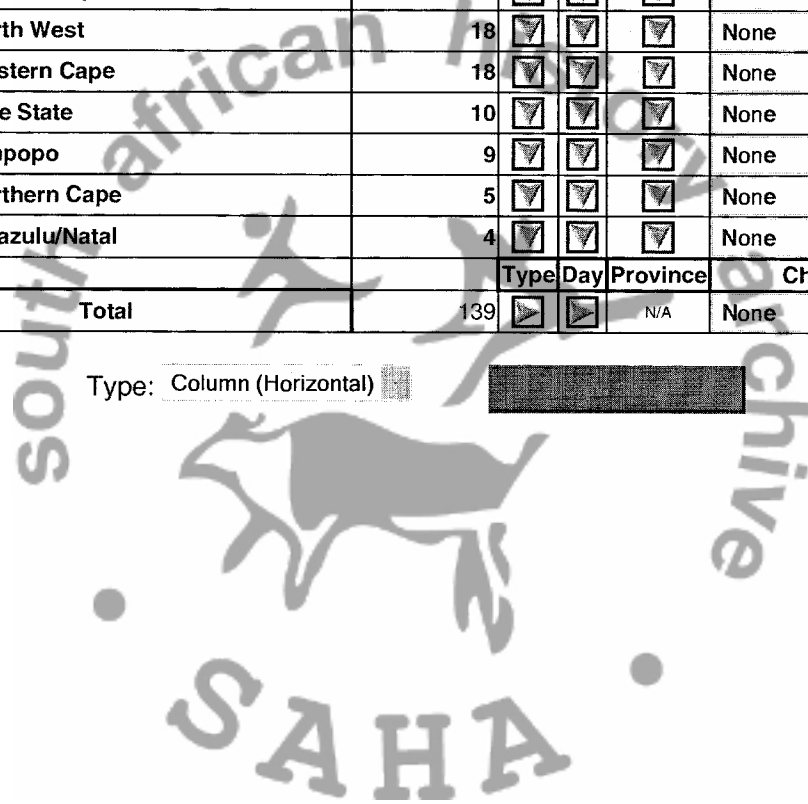 rth West 18 None
stern Cape 18 None
e State 10 None
popo 9 None
rthern Cape 5 None
azulu/Natal 4 None
Type Day Province Ch
Total 139 N/A None
Type: Column (Horizontal)
south african history archive
SAHA